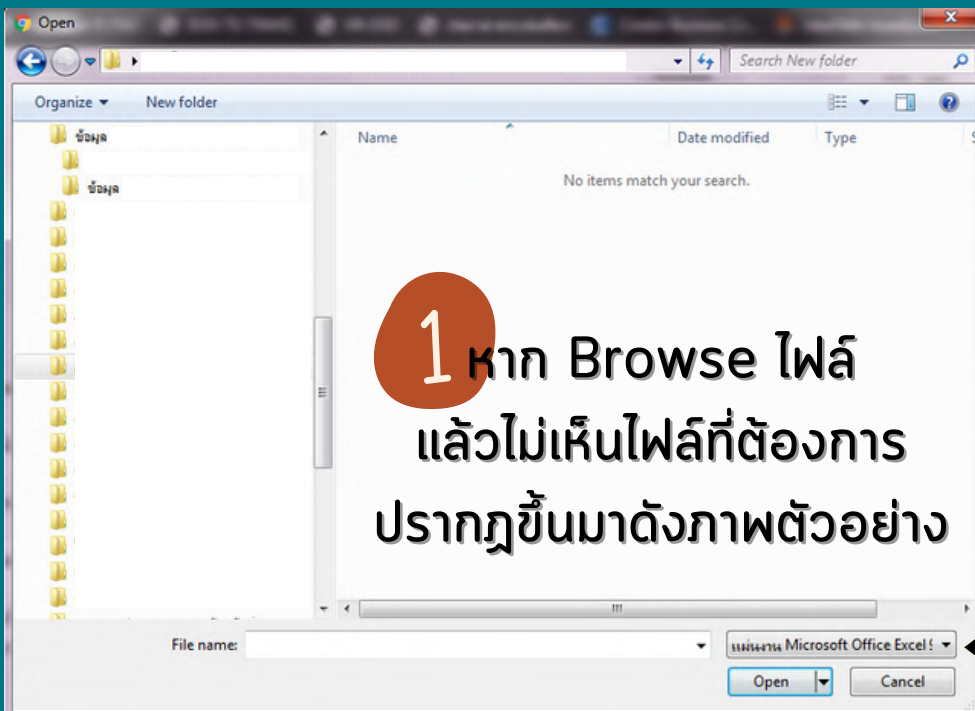 Open
Search New folder
Organize
New folder
ข้อมูล
ข้อมูล
Name
Date modified
Type
No items match your search.
1 หาก Browse ไฟล์
แล้วไม่เห็นไฟล์ที่ต้องการ
ปรากฏขึ้นมาดังภาพตัวอย่าง
File name:
แผ่นงาน Microsoft Office Excel 9
Open
Cancel